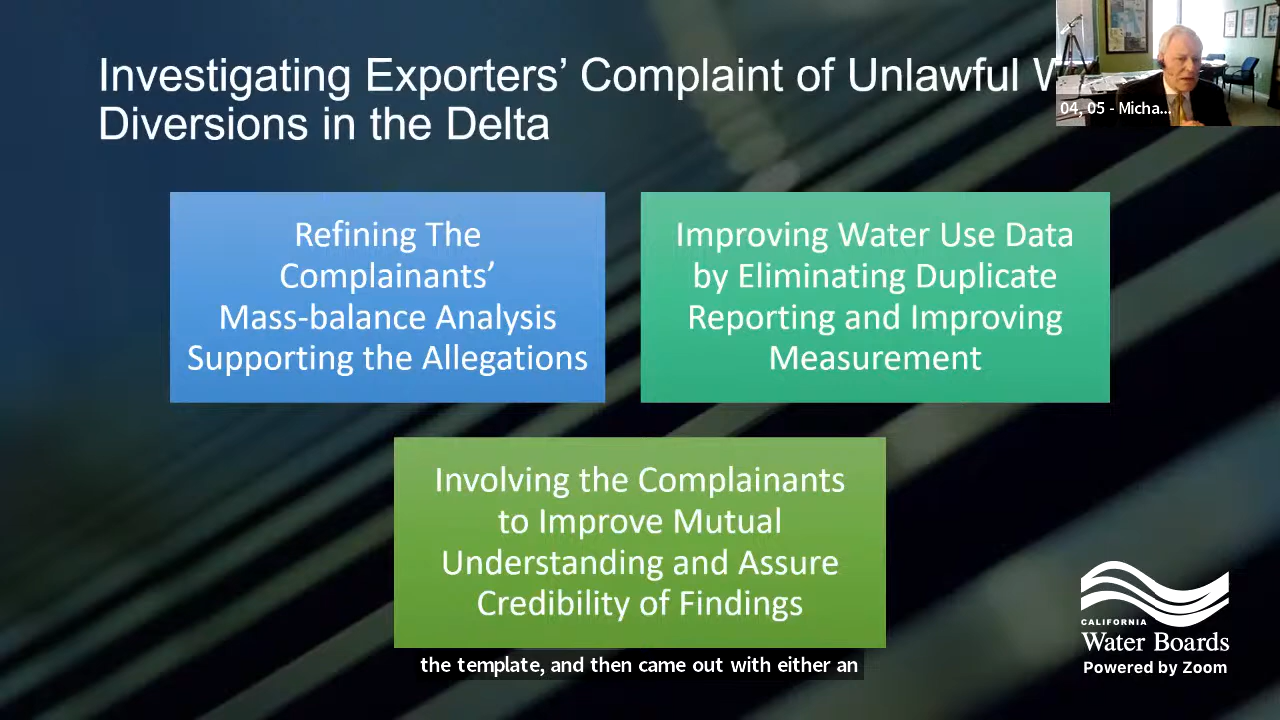 Investigating Exporters’ Complaint of Unlawful
Diversions in the Delta
04, 05 - Micha...
Refining The
Complainants’
Mass-balance Analysis
Supporting the Allegations
Improving Water Use Data
by Eliminating Duplicate
Reporting and Improving
Measurement
Involving the Complainants
to Improve Mutual
Understanding and Assure
Credibility of Findings
the template, and then came out with either an
CALIFORNIA
Water Boards
Powered by Zoom